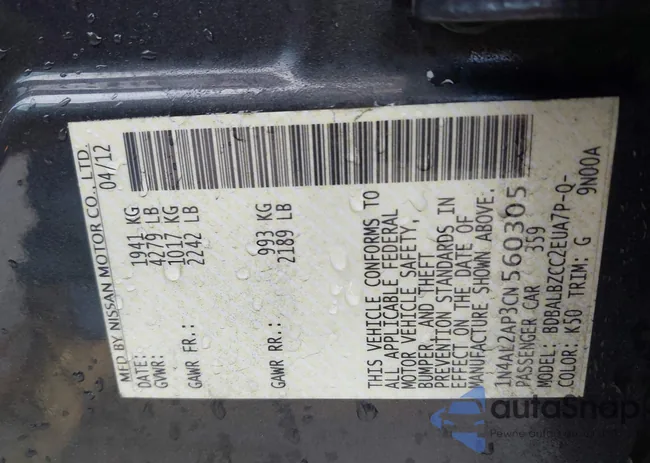 MFD BY NISSAN MOTOR CO., LTD.
DATE: 04/12
GVWR: 1941 KG
4279 LB
GAWR FR.: 1017 KG
2242 LB
GAWR RR.: 993 KG
2189 LB
THIS VEHICLE CONFORMS TO
ALL APPLICABLE FEDERAL
MOTOR VEHICLE SAFETY,
BUMPER, AND THEFT
PREVENTION STANDARDS IN
EFFECT ON THE DATE OF
MANUFACTURE SHOWN ABOVE:
1N4AL2AP3CN560305
PASSENGER CAR 3S9
MODEL: BDBALBZCC2EUA7P-Q-
COLOR: K50 TRIM: G 9N00A
autoSnap